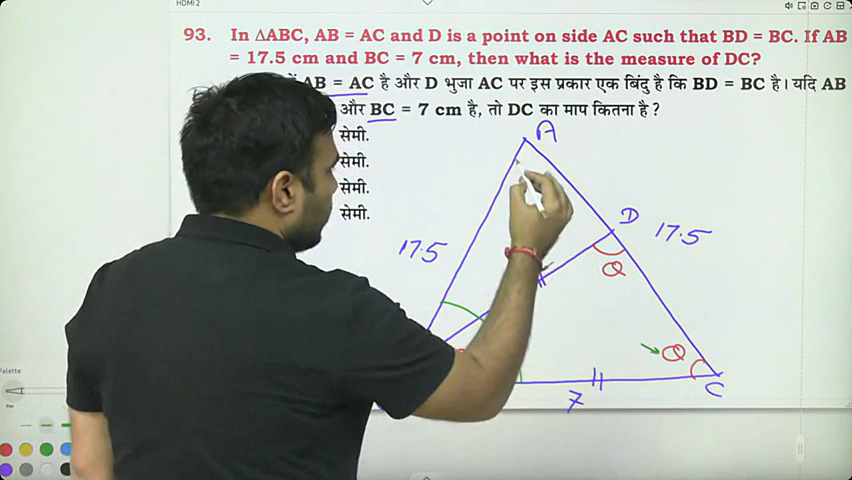 HDMI 2
93. In ΔABC, AB = AC and D is a point on side AC such that BD = BC. If AB
= 17.5 cm and BC = 7 cm, then what is the measure of DC?
में AB = AC है और D भुजा AC पर इस प्रकार एक बिंदु है कि BD = BC है। यदि AB
और BC = 7 cm है, तो DC का माप कितना है ?
सेमी.
सेमी.
सेमी.
सेमी.
A
D
17.5
17.5
θ
θ
C
7
Palette
Pen